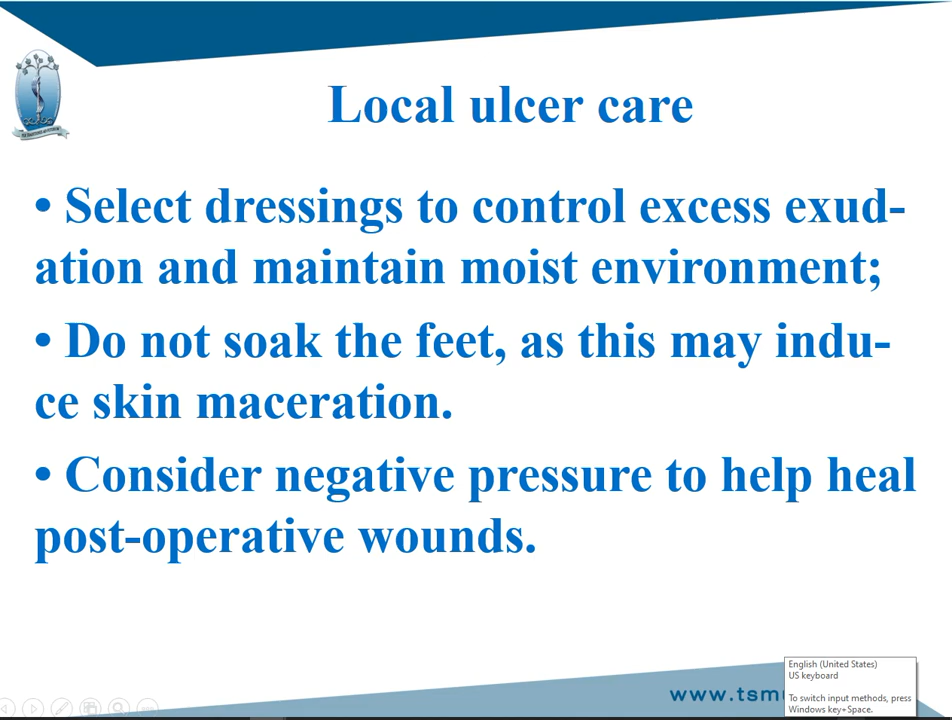 Local ulcer care
• Select dressings to control excess exud-
ation and maintain moist environment;
• Do not soak the feet, as this may indu-
ce skin maceration.
• Consider negative pressure to help heal
post-operative wounds.
www.tsmu
English (United States)
US keyboard
To switch input methods, press
Windows key+Space.